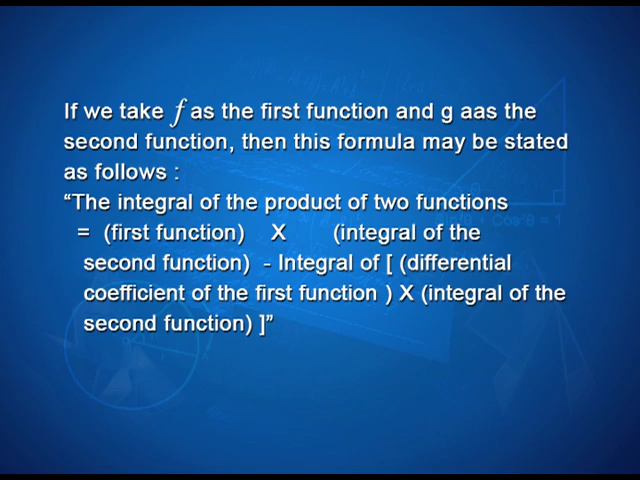 If we take f as the first function and g aas the
second function, then this formula may be stated
as follows :
“The integral of the product of two functions
= (first function) X (integral of the
second function) - Integral of [ (differential
coefficient of the first function ) X (integral of the
second function) ]”